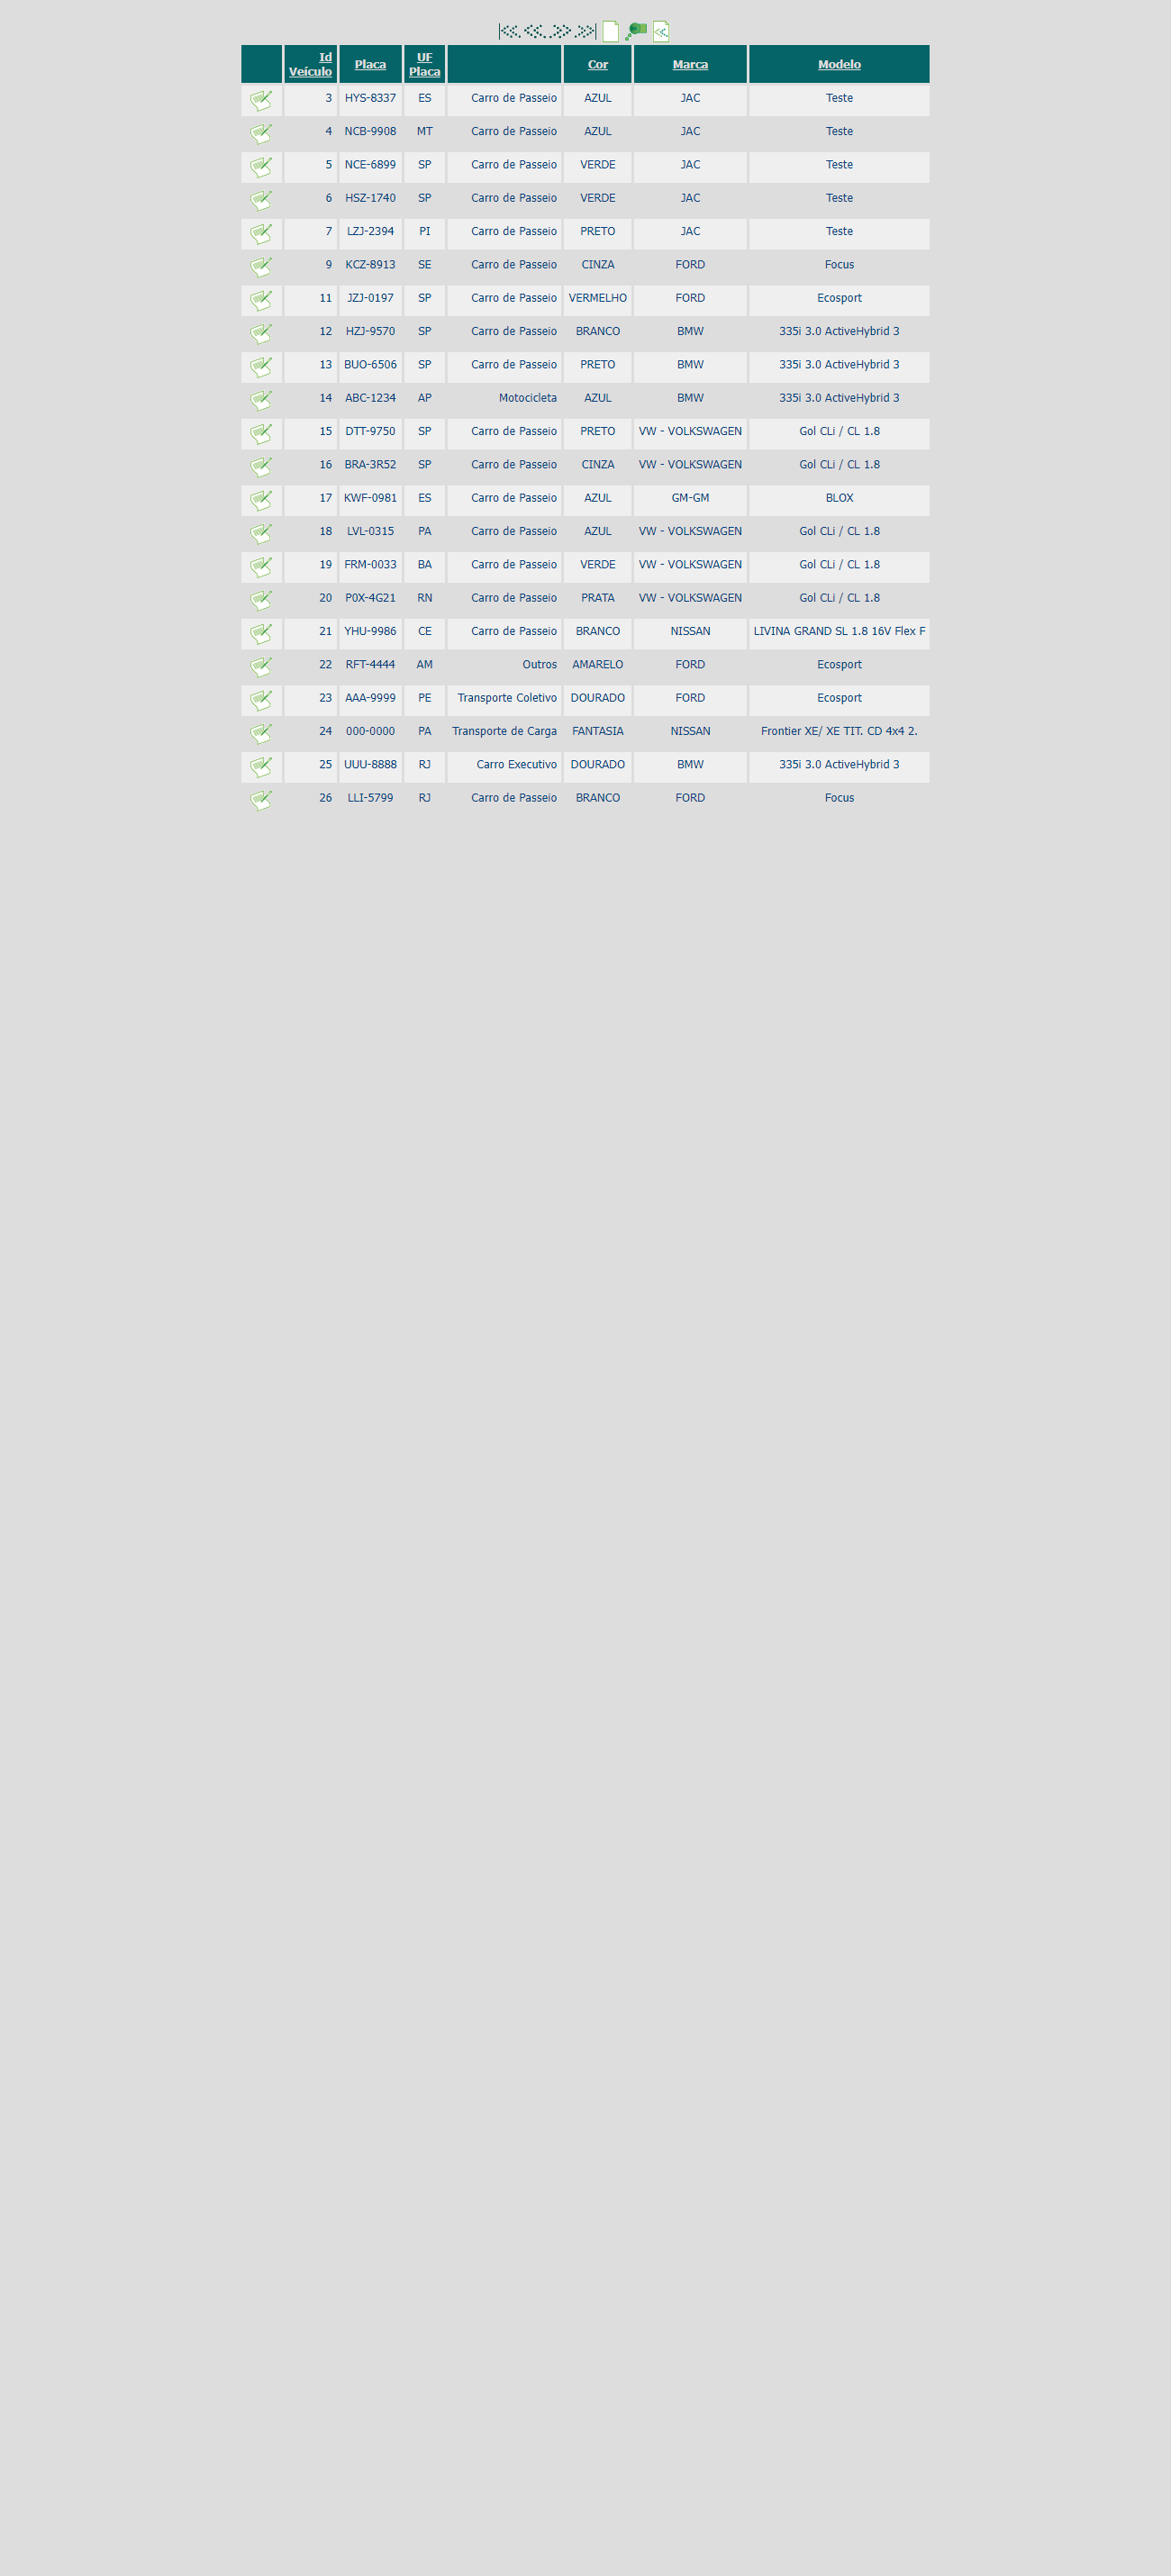 Id Veículo Placa UF Placa Cor Marca Modelo
3 HYS-8337 ES Carro de Passeio AZUL JAC Teste
4 NCB-9908 MT Carro de Passeio AZUL JAC Teste
5 NCE-6899 SP Carro de Passeio VERDE JAC Teste
6 HSZ-1740 SP Carro de Passeio VERDE JAC Teste
7 LZJ-2394 PI Carro de Passeio PRETO JAC Teste
9 KCZ-8913 SE Carro de Passeio CINZA FORD Focus
11 JZJ-0197 SP Carro de Passeio VERMELHO FORD Ecosport
12 HZJ-9570 SP Carro de Passeio BRANCO BMW 335i 3.0 ActiveHybrid 3
13 BUO-6506 SP Carro de Passeio PRETO BMW 335i 3.0 ActiveHybrid 3
14 ABC-1234 AP Motocicleta AZUL BMW 335i 3.0 ActiveHybrid 3
15 DTT-9750 SP Carro de Passeio PRETO VW - VOLKSWAGEN Gol CLi / CL 1.8
16 BRA-3R52 SP Carro de Passeio CINZA VW - VOLKSWAGEN Gol CLi / CL 1.8
17 KWF-0981 ES Carro de Passeio AZUL GM-GM BLOX
18 LVL-0315 PA Carro de Passeio AZUL VW - VOLKSWAGEN Gol CLi / CL 1.8
19 FRM-0033 BA Carro de Passeio VERDE VW - VOLKSWAGEN Gol CLi / CL 1.8
20 P0X-4G21 RN Carro de Passeio PRATA VW - VOLKSWAGEN Gol CLi / CL 1.8
21 YHU-9986 CE Carro de Passeio BRANCO NISSAN LIVINA GRAND SL 1.8 16V Flex F
22 RFT-4444 AM Outros AMARELO FORD Ecosport
23 AAA-9999 PE Transporte Coletivo DOURADO FORD Ecosport
24 000-0000 PA Transporte de Carga FANTASIA NISSAN Frontier XE/ XE TIT. CD 4x4 2.
25 UUU-8888 RJ Carro Executivo DOURADO BMW 335i 3.0 ActiveHybrid 3
26 LLI-5799 RJ Carro de Passeio BRANCO FORD Focus